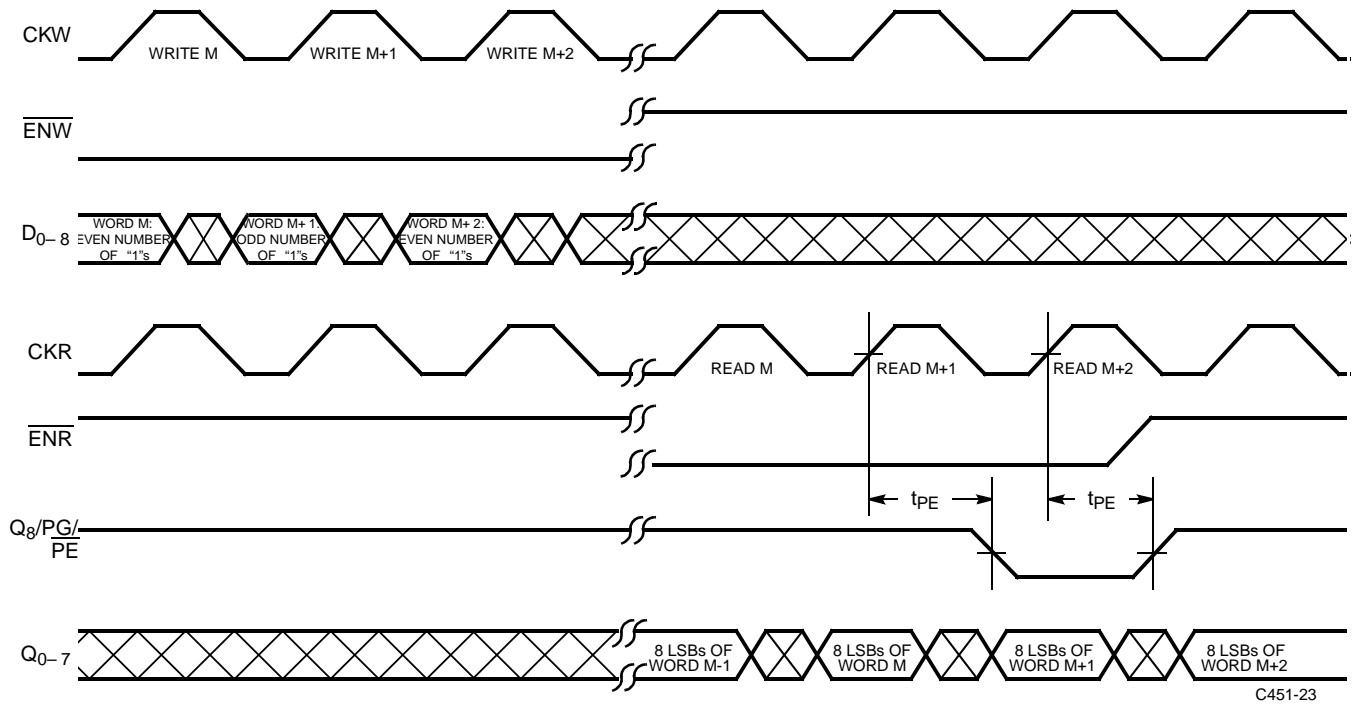 CKW
WRITE M
WRITE M+1
WRITE M+2
ENW
D0–8
WORD M:
EVEN NUMBER
OF "1"s
WORD M+1:
ODD NUMBER
OF "1"s
WORD M+2:
EVEN NUMBER
OF "1"s
CKR
READ M
READ M+1
READ M+2
ENR
tPE
tPE
Q8/PG/
PE
Q0–7
8 LSBs OF
WORD M-1
8 LSBs OF
WORD M
8 LSBs OF
WORD M+1
8 LSBs OF
WORD M+2
C451-23